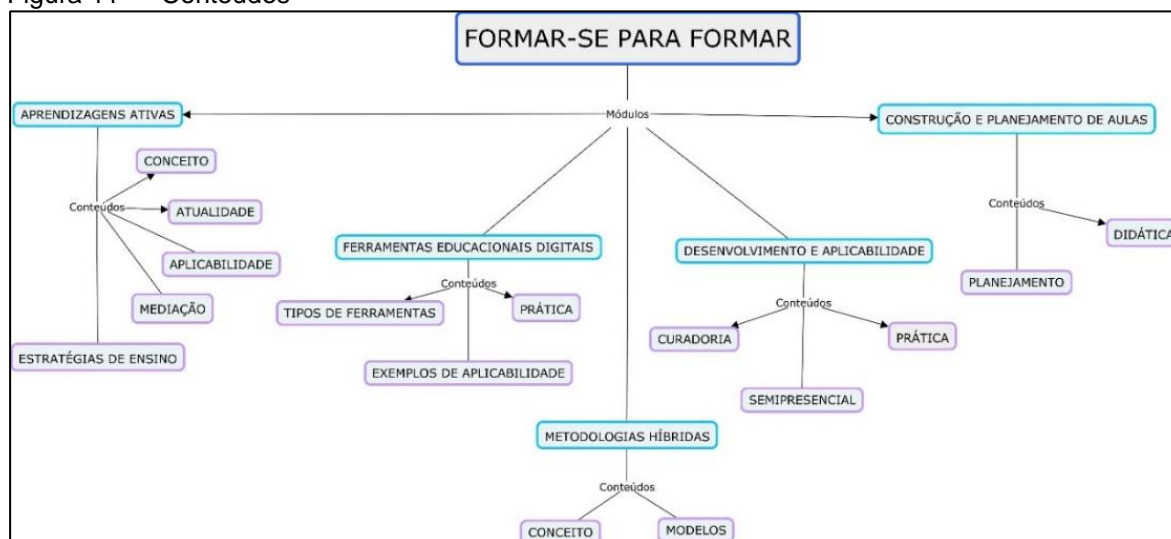 Figura 11 – Conteúdos
FORMAR-SE PARA FORMAR
Módulos
APRENDIZAGENS ATIVAS
Conteúdos
CONCEITO
ATUALIDADE
APLICABILIDADE
MEDIAÇÃO
ESTRATÉGIAS DE ENSINO
FERRAMENTAS EDUCACIONAIS DIGITAIS
Conteúdos
TIPOS DE FERRAMENTAS
PRÁTICA
EXEMPLOS DE APLICABILIDADE
METODOLOGIAS HÍBRIDAS
Conteúdos
CONCEITO
MODELOS
DESENVOLVIMENTO E APLICABILIDADE
Conteúdos
CURADORIA
PRÁTICA
SEMIPRESENCIAL
CONSTRUÇÃO E PLANEJAMENTO DE AULAS
Conteúdos
DIDÁTICA
PLANEJAMENTO